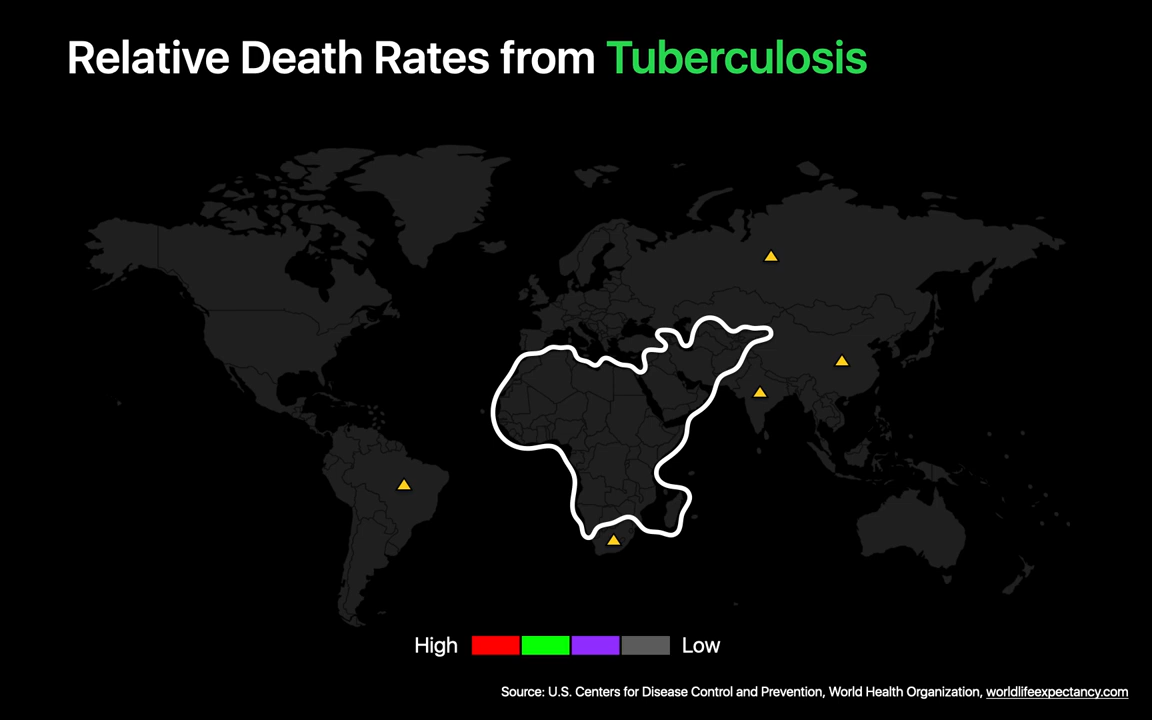 Relative Death Rates from Tuberculosis
High Low
Source: U.S. Centers for Disease Control and Prevention, World Health Organization, worldlifeexpectancy.com